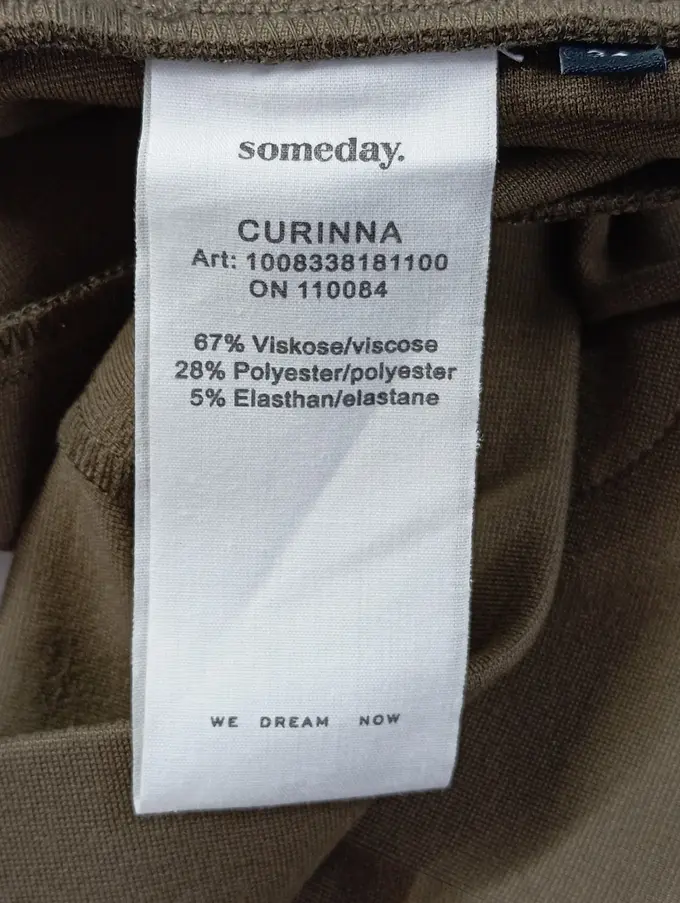 someday.
CURINNA
Art: 1008338181100
ON 110084
67% Viskose/viscose
28% Polyester/polyester
5% Elasthan/elastane
WE DREAM NOW